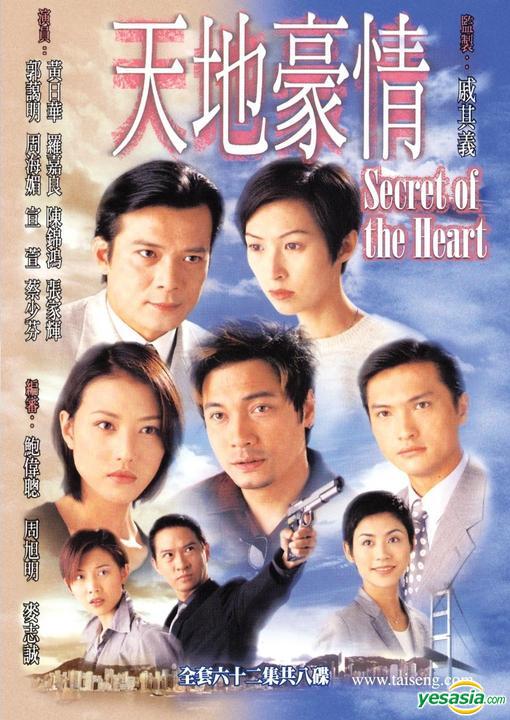 天地豪情
Secret of
the Heart
監製：戚其義
演員：
黃日華 羅嘉良 陳錦鴻 張家輝
郭藹明 周海媚 宣萱 蔡少芬
編審：鮑偉聰 周旭明 麥志誠
全套六十二集共八碟
www.taiseng.com
yesasia.com